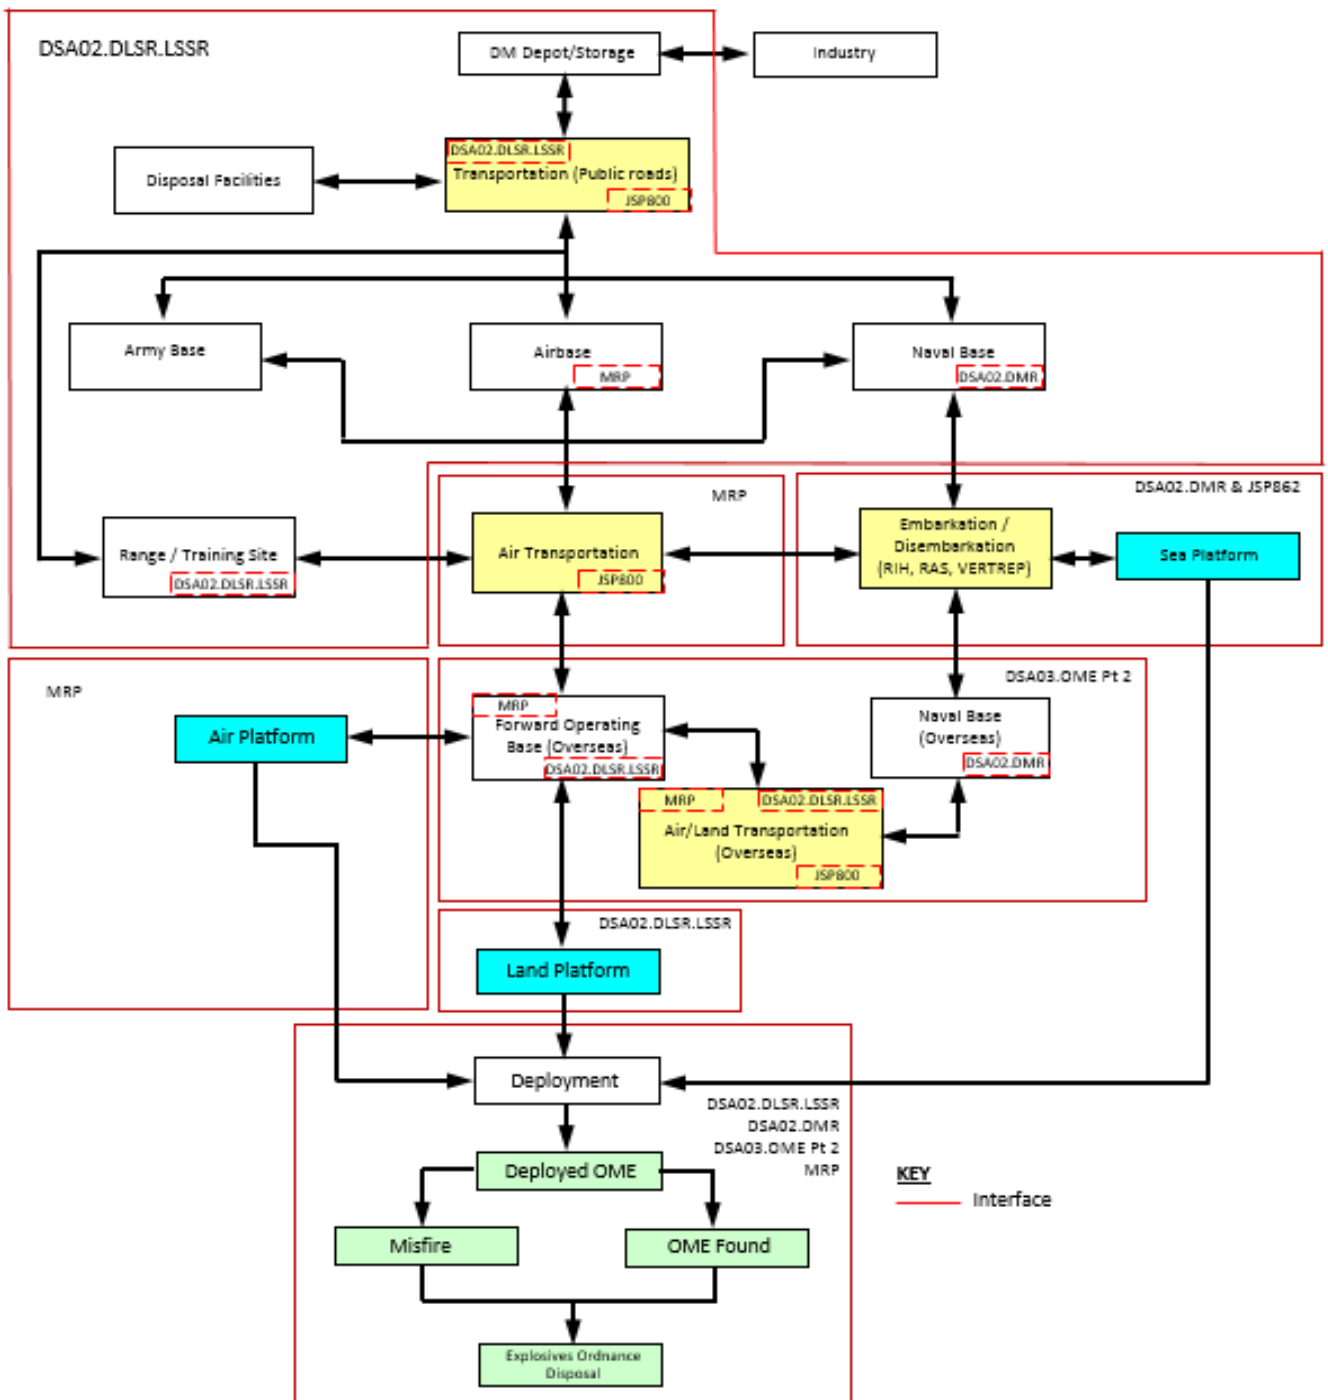 DSA02.DLSR.LSSR
DM Depot/Storage
Industry
DSA02.DLSR.LSSR
Transportation (Public roads)
JSP800
Disposal Facilities
Army Base
Airbase
MRP
Naval Base
DSA02.DMR
MRP
DSA02.DMR & JSP862
Range / Training Site
DSA02.DLSR.LSSR
Air Transportation
JSP800
Embarkation /
Disembarkation
(RIH, RAS, VERTREP)
Sea Platform
MRP
DSA03.OME Pt 2
Air Platform
MRP
Forward Operating
Base (Overseas)
DSA02.DLSR.LSSR
Naval Base
(Overseas)
DSA02.DMR
MRP
DSA02.DLSR.LSSR
Air/Land Transportation
(Overseas)
JSP800
DSA02.DLSR.LSSR
Land Platform
Deployment
DSA02.DLSR.LSSR
DSA02.DMR
DSA03.OME Pt 2
MRP
Deployed OME
Misfire
OME Found
Explosives Ordnance
Disposal
KEY
Interface